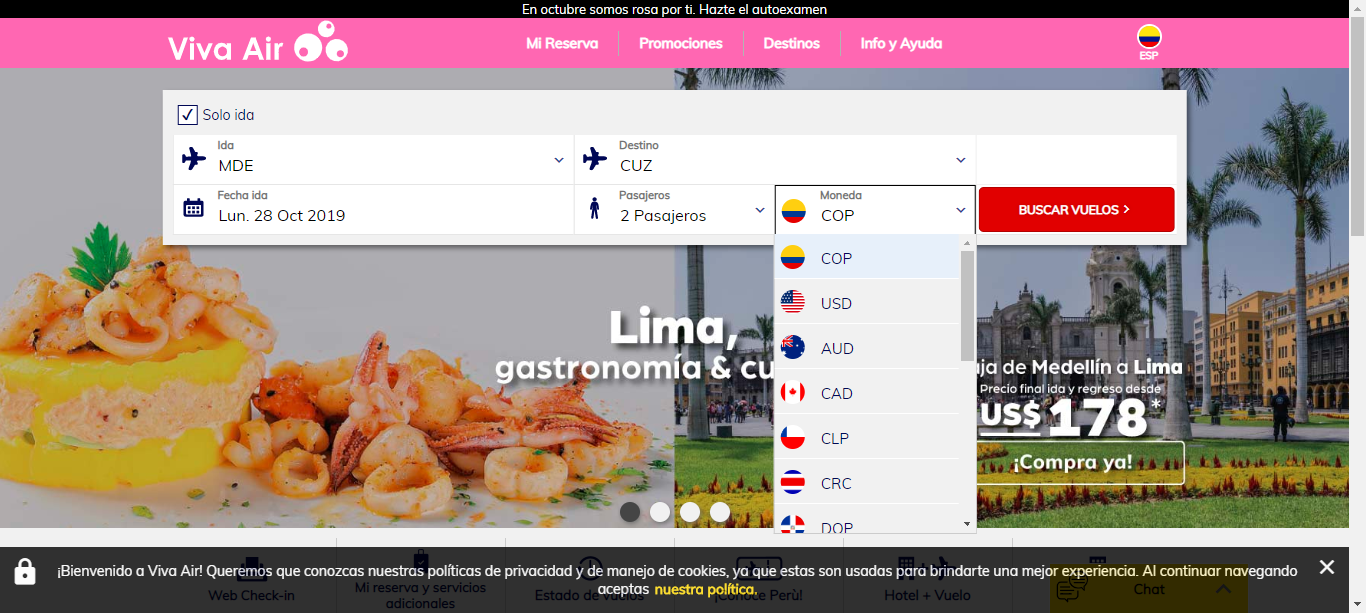 En octubre somos rosa por ti. Hazte el autoexamen
Viva Air
Mi Reserva
Promociones
Destinos
Info y Ayuda
ESP
Solo ida
Ida
MDE
Destino
CUZ
Fecha ida
Lun. 28 Oct 2019
Pasajeros
2 Pasajeros
Moneda
COP
BUSCAR VUELOS
COP
USD
AUD
CAD
CLP
CRC
DOP
Lima,
gastronomía & cu
ja de Medellín a Lima
Precio final ida y regreso desde
US$ 178*
¡Compra ya!
¡Bienvenido a Viva Air! Queremos que conozcas nuestras políticas de privacidad y de manejo de cookies, ya que estas son usadas para brindarte una mejor experiencia. Al continuar navegando
aceptas nuestra política.
Web Check-in
Mi reserva y servicios
adicionales
Estado de vuelos
¡Conoce Perù!
Hotel + Vuelo
Chat